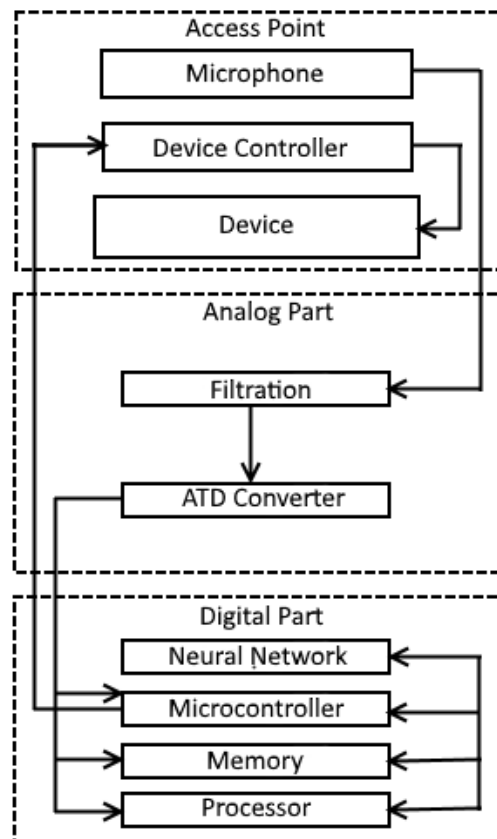 Access Point
Microphone
Device Controller
Device
Analog Part
Filtration
ATD Converter
Digital Part
Neural Network
Microcontroller
Memory
Processor